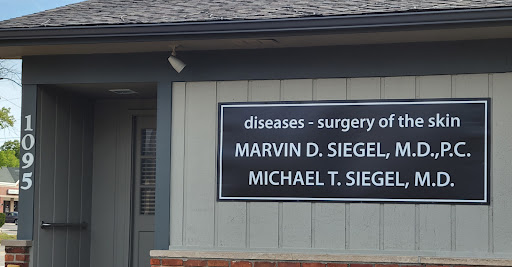 1095
diseases - surgery of the skin
MARVIN D. SIEGEL, M.D.,P.C.
MICHAEL T. SIEGEL, M.D.